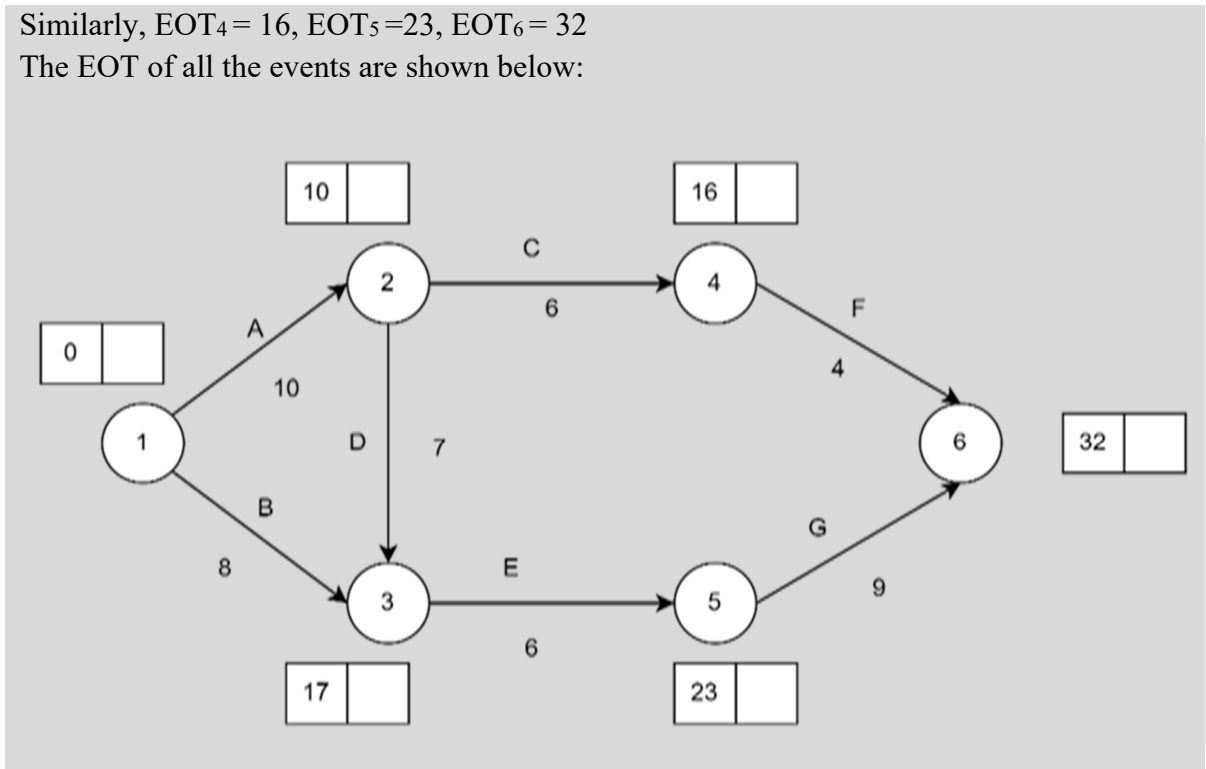 Similarly, EOT4 = 16, EOT5 =23, EOT6 = 32
The EOT of all the events are shown below:
10
16
C
2
4
6
F
A
0
4
10
1
D
7
6
32
B
G
8
E
9
3
5
6
17
23